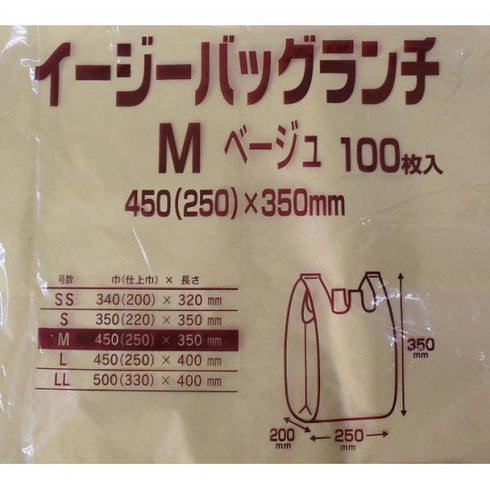 イージーバッグランチ
M ベージュ 100枚入
450(250)×350mm
号数 巾(仕上巾) × 長さ
SS 340(200) × 320 mm
S 350(220) × 350 mm
M 450(250) × 350 mm
L 450(250) × 400 mm
LL 500(330) × 400 mm
350 mm
200 mm
250 mm